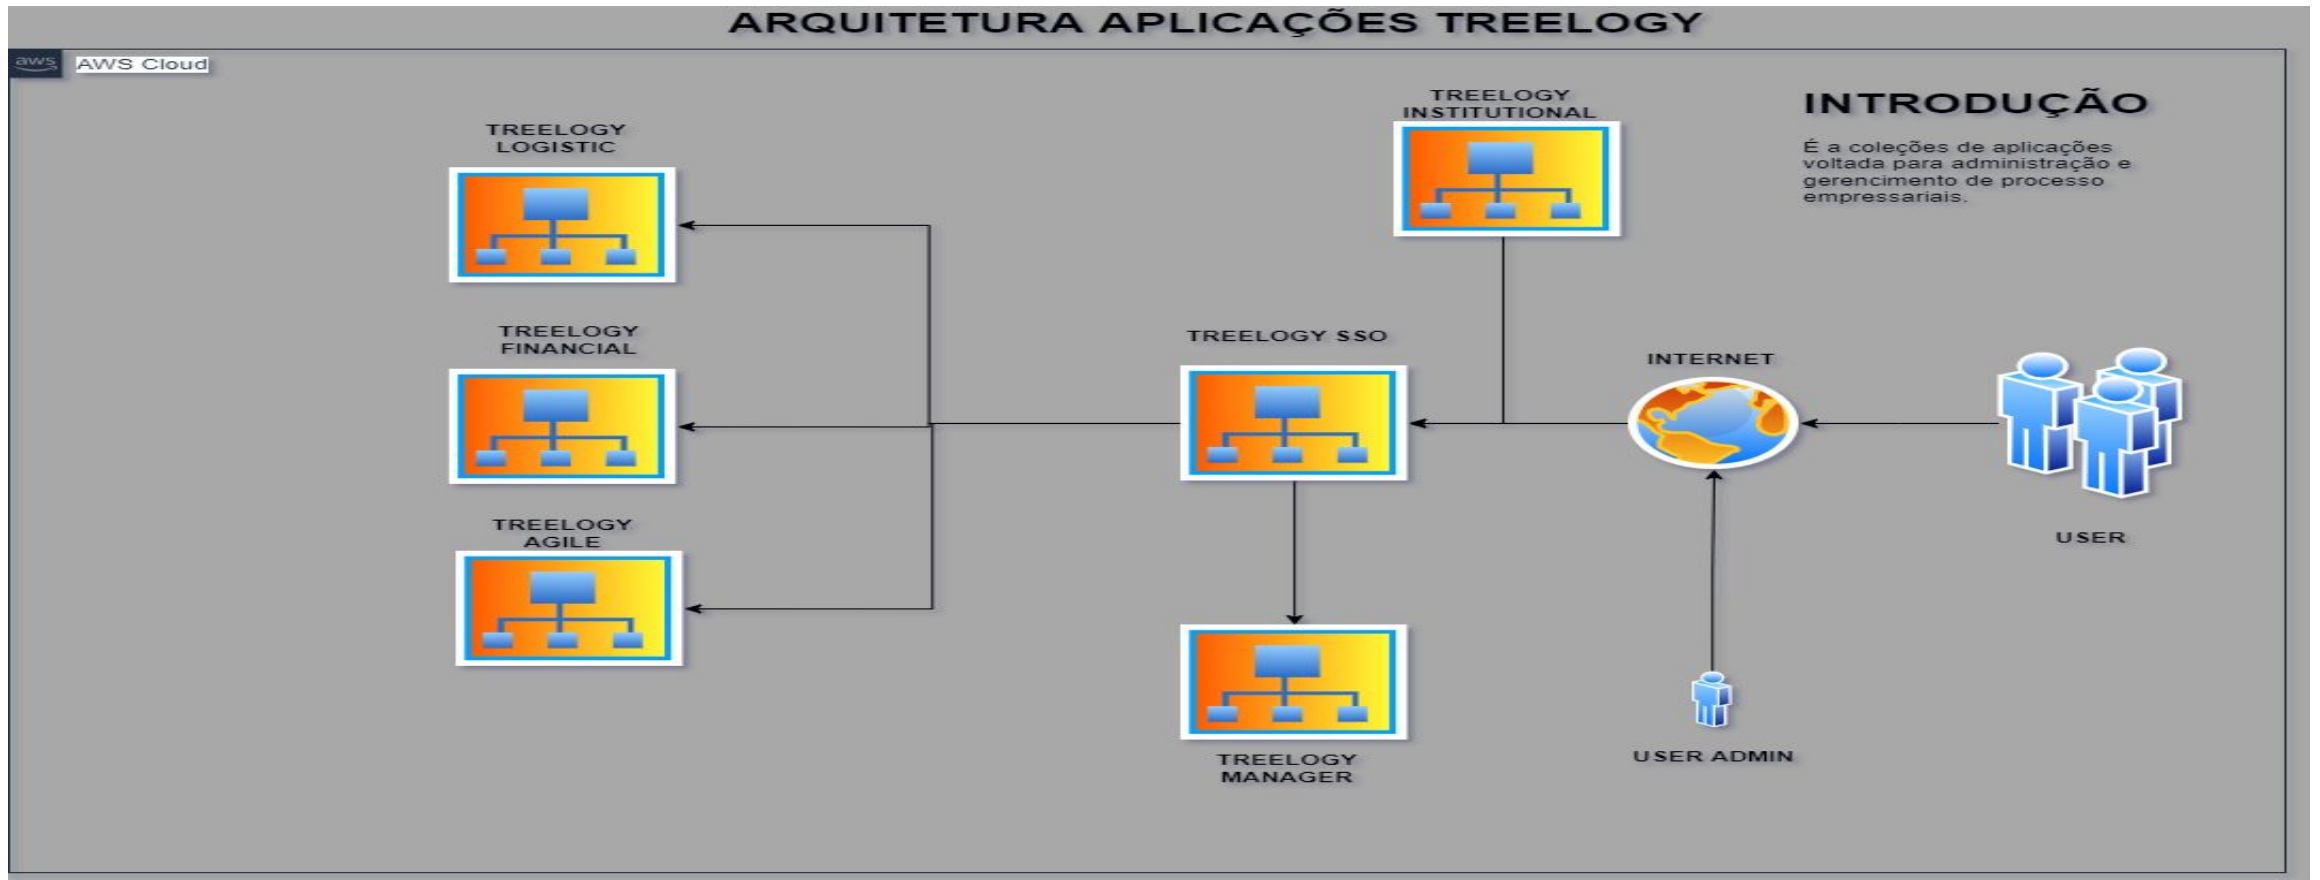 ARQUITETURA APLICAÇÕES TREELOGY
aws
AWS Cloud
TREELOGY
INSTITUTIONAL
INTRODUÇÃO
É a coleções de aplicações
voltada para administração e
gerencimento de processo
empressariais.
TREELOGY
LOGISTIC
TREELOGY
FINANCIAL
TREELOGY SSO
INTERNET
TREELOGY
AGILE
USER
TREELOGY
MANAGER
USER ADMIN